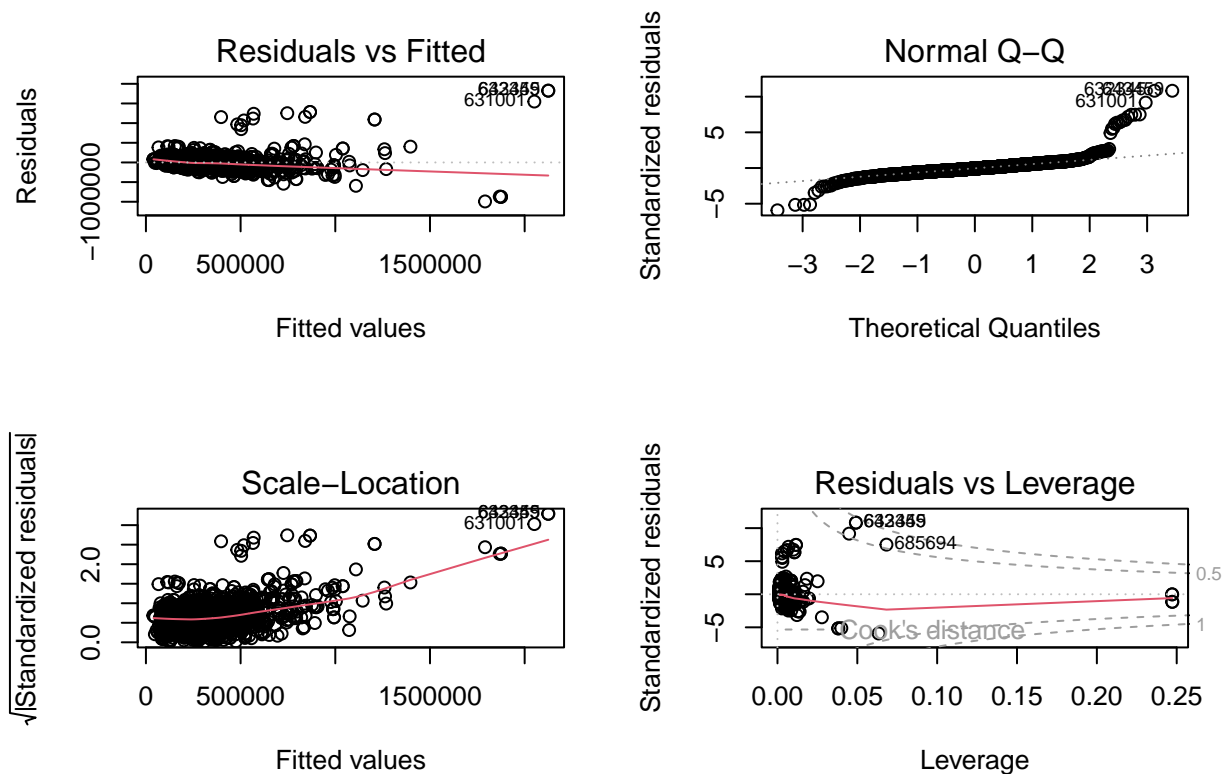 Residuals vs Fitted
Residuals
−1000000
0 500000 1500000
Fitted values
631001
Normal Q−Q
Standardized residuals
−5 5
−3 −2 −1 0 1 2 3
Theoretical Quantiles
631001
Scale−Location
√|Standardized residuals|
0.0 2.0
0 500000 1500000
Fitted values
631001
Residuals vs Leverage
Standardized residuals
−5 5
0.00 0.05 0.10 0.15 0.20 0.25
Leverage
685694
Cook's distance
0.5
1